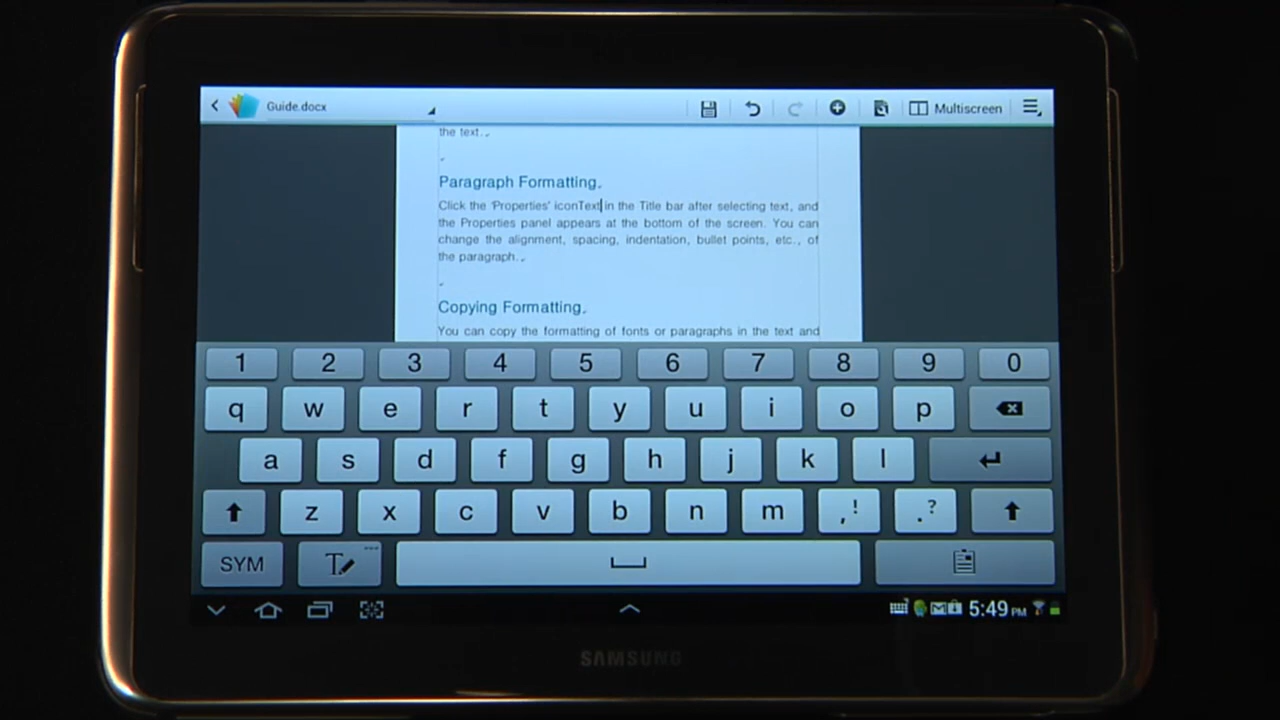 Guide.docx
Multiscreen
the text.
Paragraph Formatting.
Click the 'Properties' iconText in the Title bar after selecting text, and
the Properties panel appears at the bottom of the screen. You can
change the alignment, spacing, indentation, bullet points, etc., of
the paragraph.
Copying Formatting.
You can copy the formatting of fonts or paragraphs in the text and
1 2 3 4 5 6 7 8 9 0
q w e r t y u i o p
a s d f g h j k l
z x c v b n m ,! .?
SYM T
5:49 PM
SAMSUNG